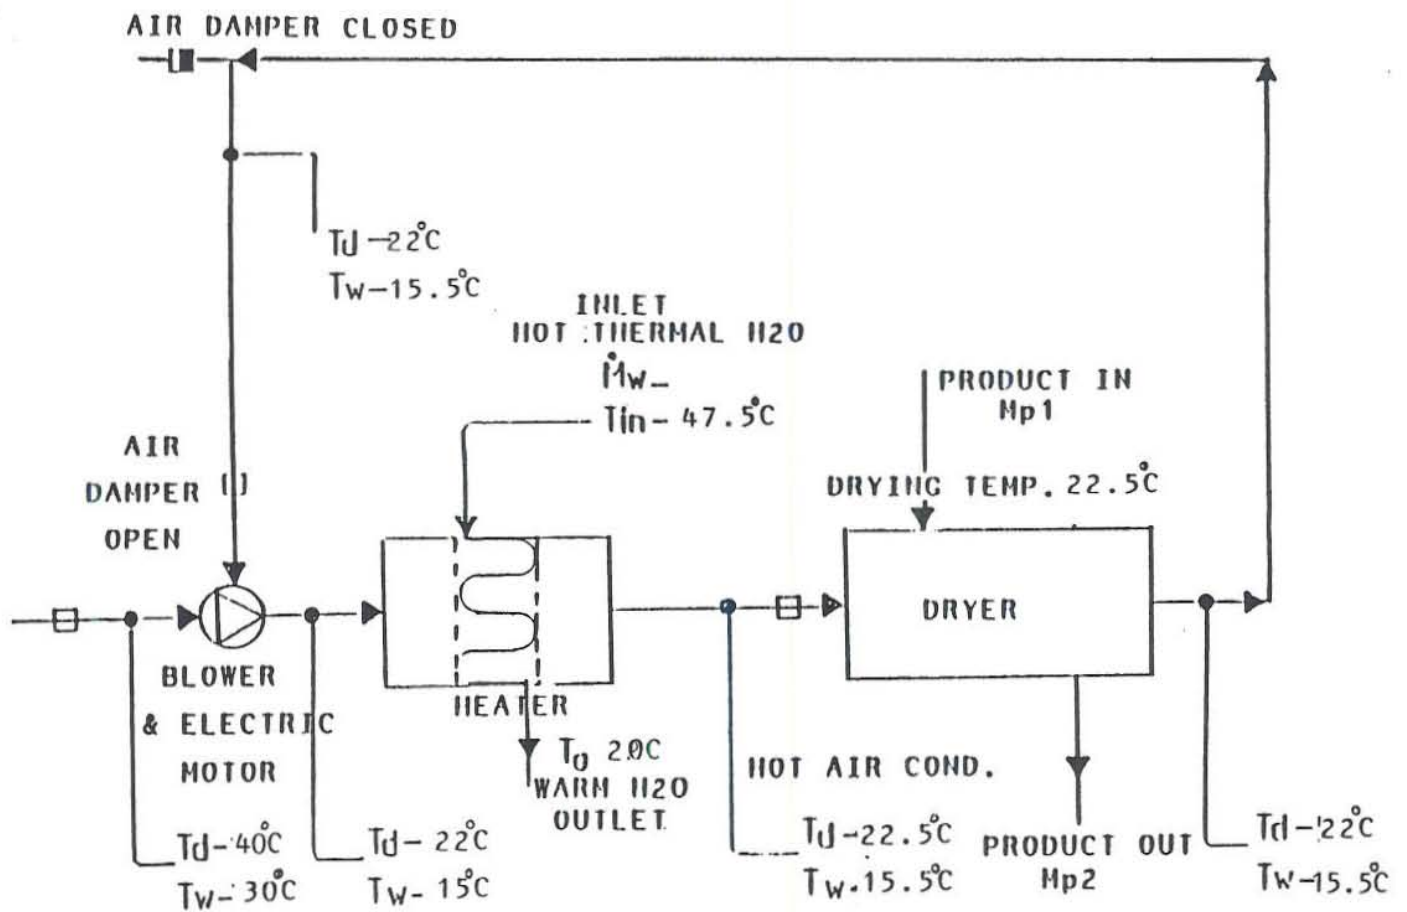 AIR DAMPER CLOSED
Td-22°C
Tw-15.5°C
INLET
HOT THERMAL H2O
Ṁw-
Tin- 47.5°C
PRODUCT IN
Mp1
AIR
DAMPER
OPEN
DRYING TEMP. 22.5°C
DRYER
BLOWER
& ELECTRIC
MOTOR
HEATER
To 20C
WARM H2O
OUTLET
HOT AIR COND.
Td-40°C
Tw-30°C
Td-22°C
Tw-15°C
Td-22.5°C
Tw-15.5°C
PRODUCT OUT
Mp2
Td-22°C
Tw-15.5°C